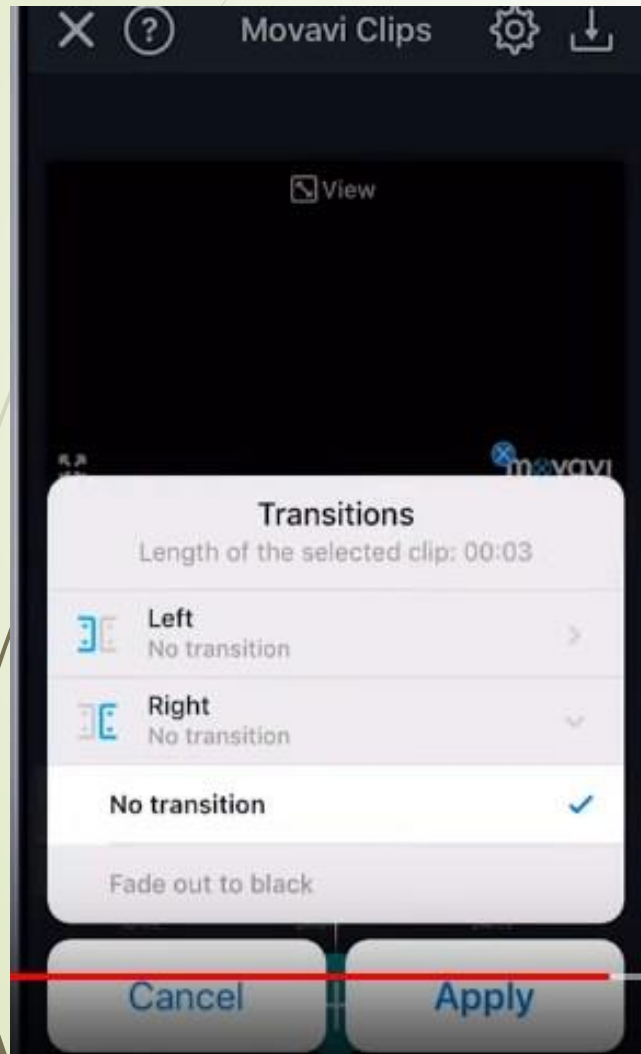 Movavi Clips
View
movavi
Transitions
Length of the selected clip: 00:03
Left
No transition
Right
No transition
No transition
Fade out to black
Cancel
Apply